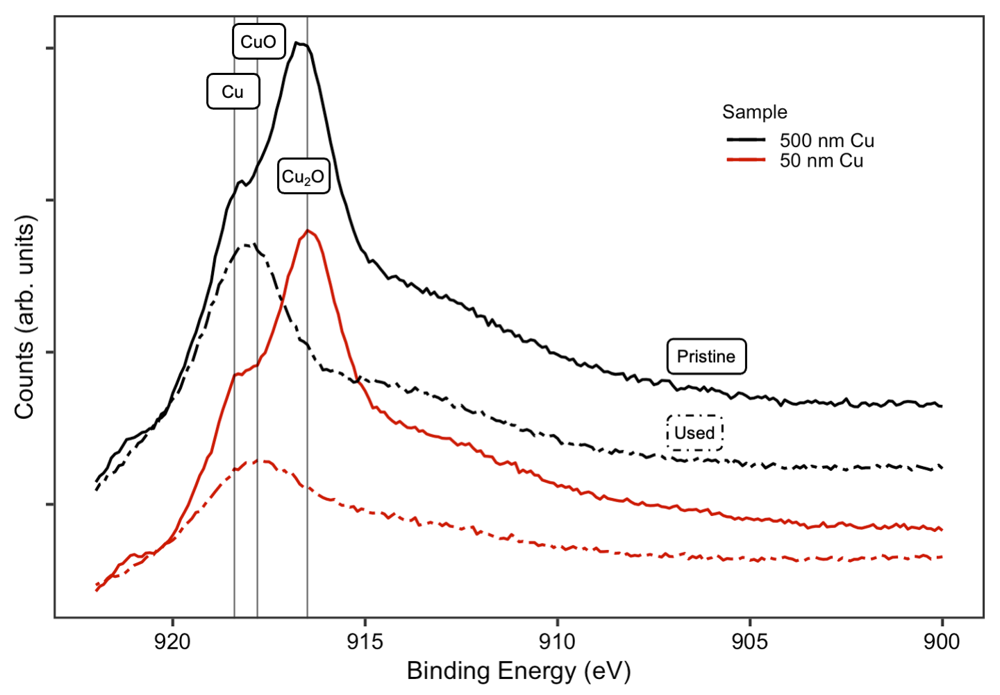 CuO
Cu
Cu₂O
Sample
500 nm Cu
50 nm Cu
Pristine
Used
Counts (arb. units)
920 915 910 905 900
Binding Energy (eV)